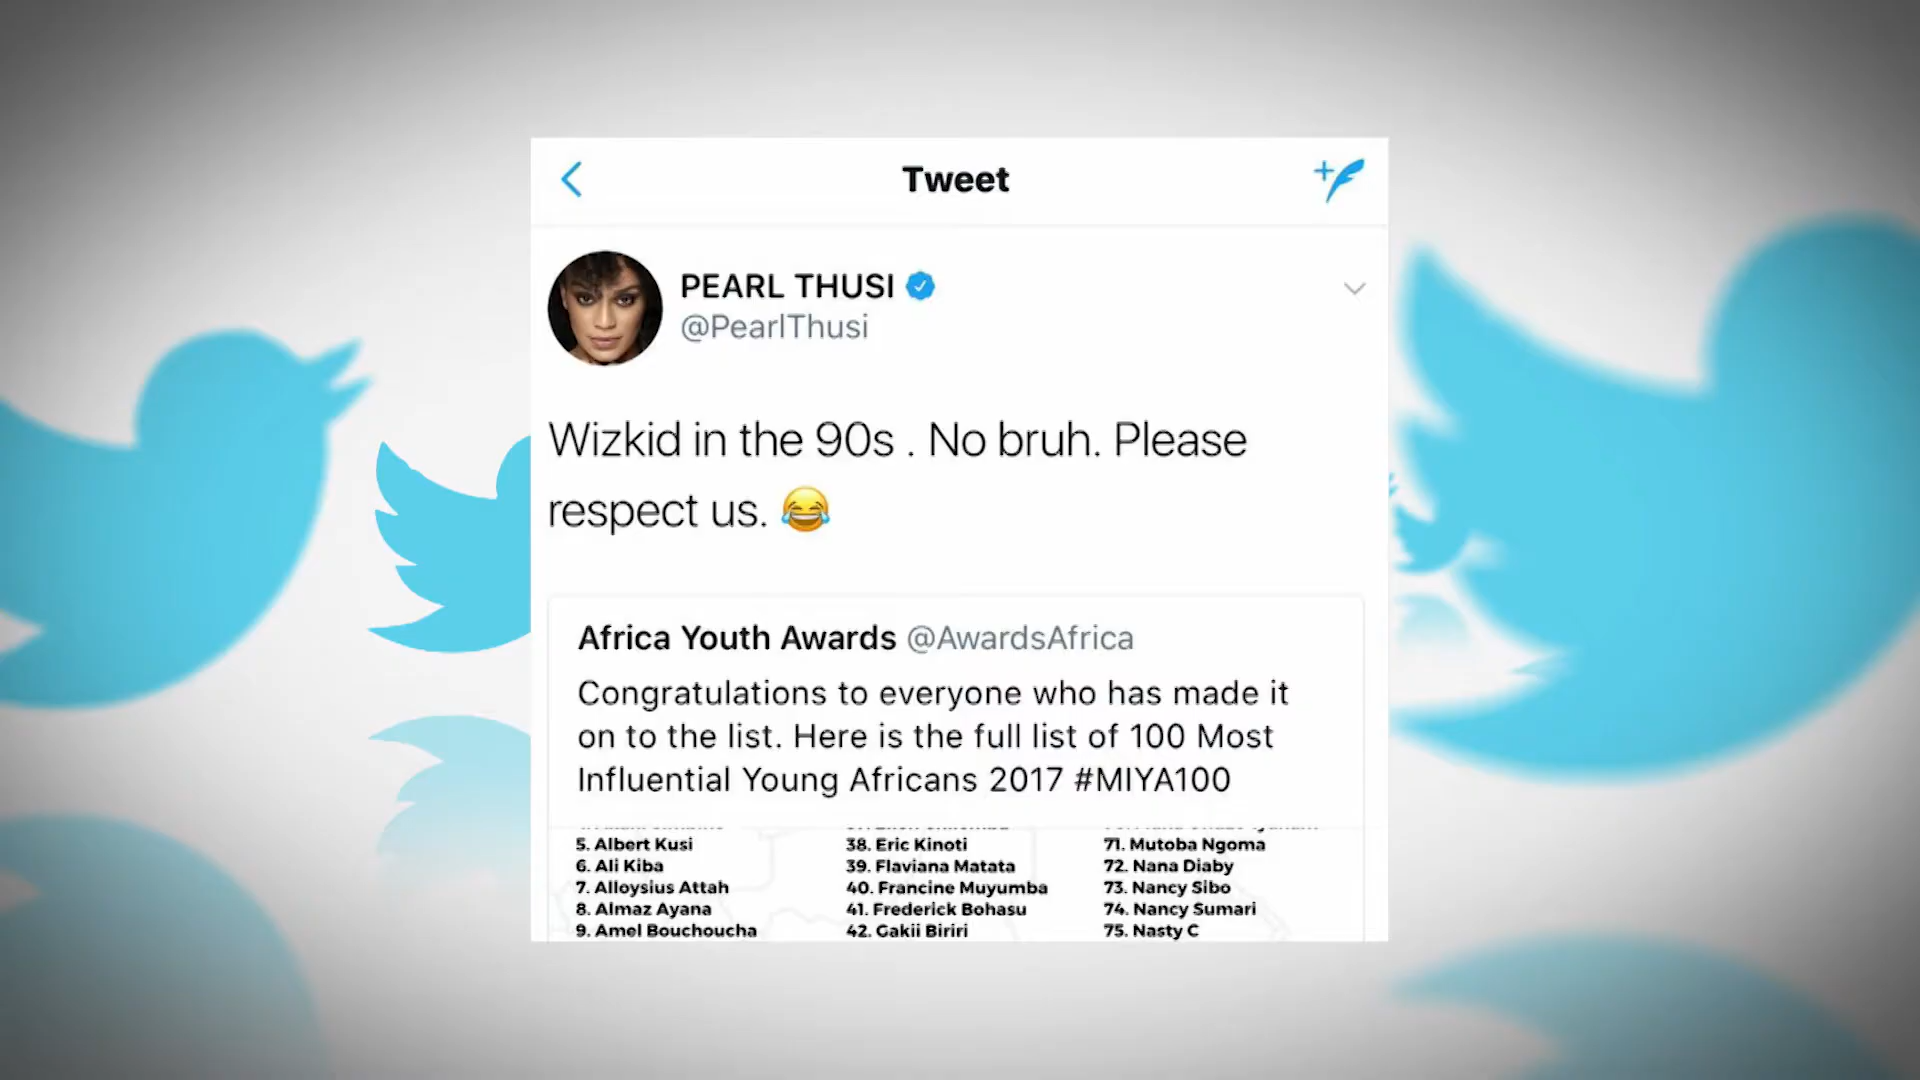 Tweet
PEARL THUSI
@PearlThusi
Wizkid in the 90s . No bruh. Please
respect us. 😂
Africa Youth Awards @AwardsAfrica
Congratulations to everyone who has made it
on to the list. Here is the full list of 100 Most
Influential Young Africans 2017 #MIYA100
5. Albert Kusi
6. Ali Kiba
7. Alloysius Attah
8. Almaz Ayana
9. Amel Bouchoucha
38. Eric Kinoti
39. Flaviana Matata
40. Francine Muyumba
41. Frederick Bohasu
42. Gakii Biriri
71. Mutoba Ngoma
72. Nana Diaby
73. Nancy Sibo
74. Nancy Sumari
75. Nasty C